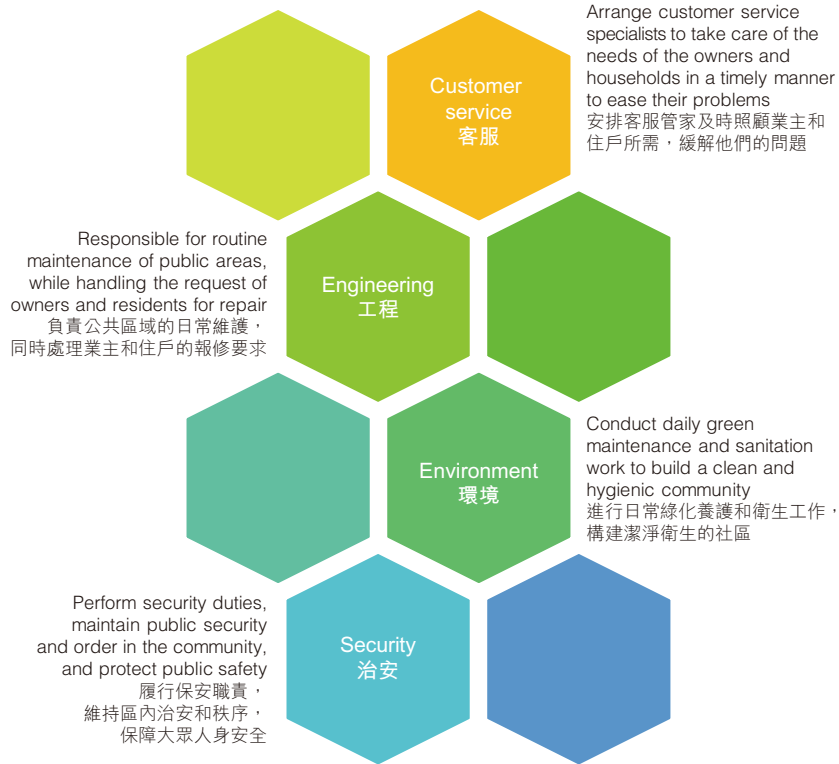 Customer
service
客服
Arrange customer service
specialists to take care of the
needs of the owners and
households in a timely manner
to ease their problems
安排客服管家及時照顧業主和
住戶所需，緩解他們的問題
Responsible for routine
maintenance of public areas,
while handling the request of
owners and residents for repair
負責公共區域的日常維護，
同時處理業主和住戶的報修要求
Engineering
工程
Environment
環境
Conduct daily green
maintenance and sanitation
work to build a clean and
hygienic community
進行日常綠化養護和衛生工作，
構建潔淨衛生的社區
Perform security duties,
maintain public security
and order in the community,
and protect public safety
履行保安職責，
維持區內治安和秩序，
保障大眾人身安全
Security
治安